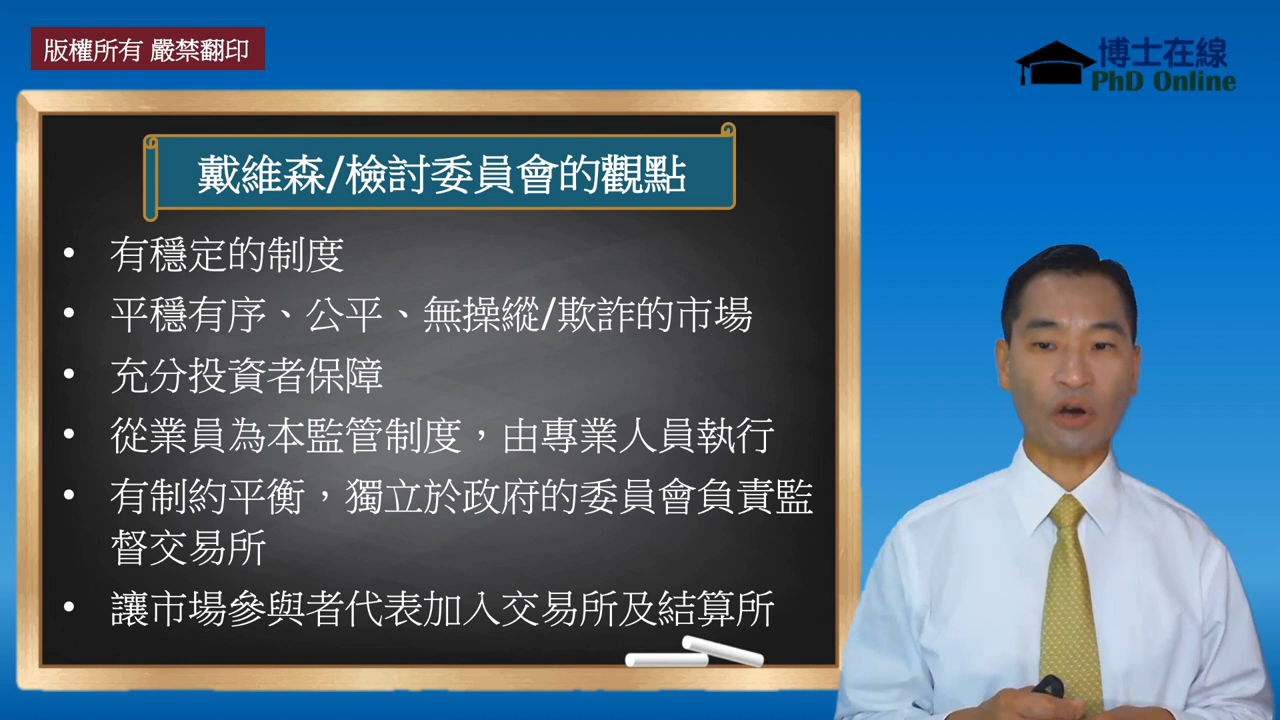 版權所有 嚴禁翻印
博士在線
PhD Online
戴維森/檢討委員會的觀點
• 有穩定的制度
• 平穩有序、公平、無操縱/欺詐的市場
• 充分投資者保障
• 從業員為本監管制度，由專業人員執行
• 有制約平衡，獨立於政府的委員會負責監
督交易所
• 讓市場參與者代表加入交易所及結算所